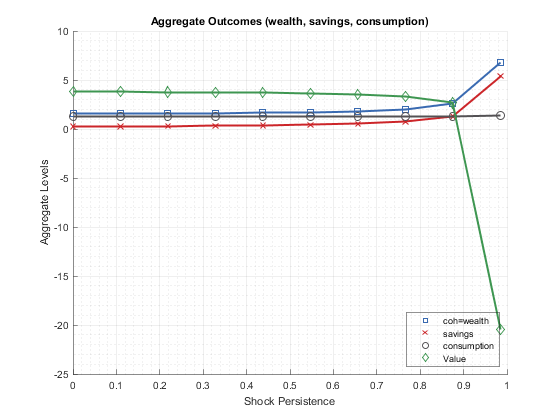 Aggregate Outcomes (wealth, savings, consumption)
10
5
0
-5
-10
-15
-20
-25
Aggregate Levels
coh=wealth
savings
consumption
Value
0 0.1 0.2 0.3 0.4 0.5 0.6 0.7 0.8 0.9 1
Shock Persistence